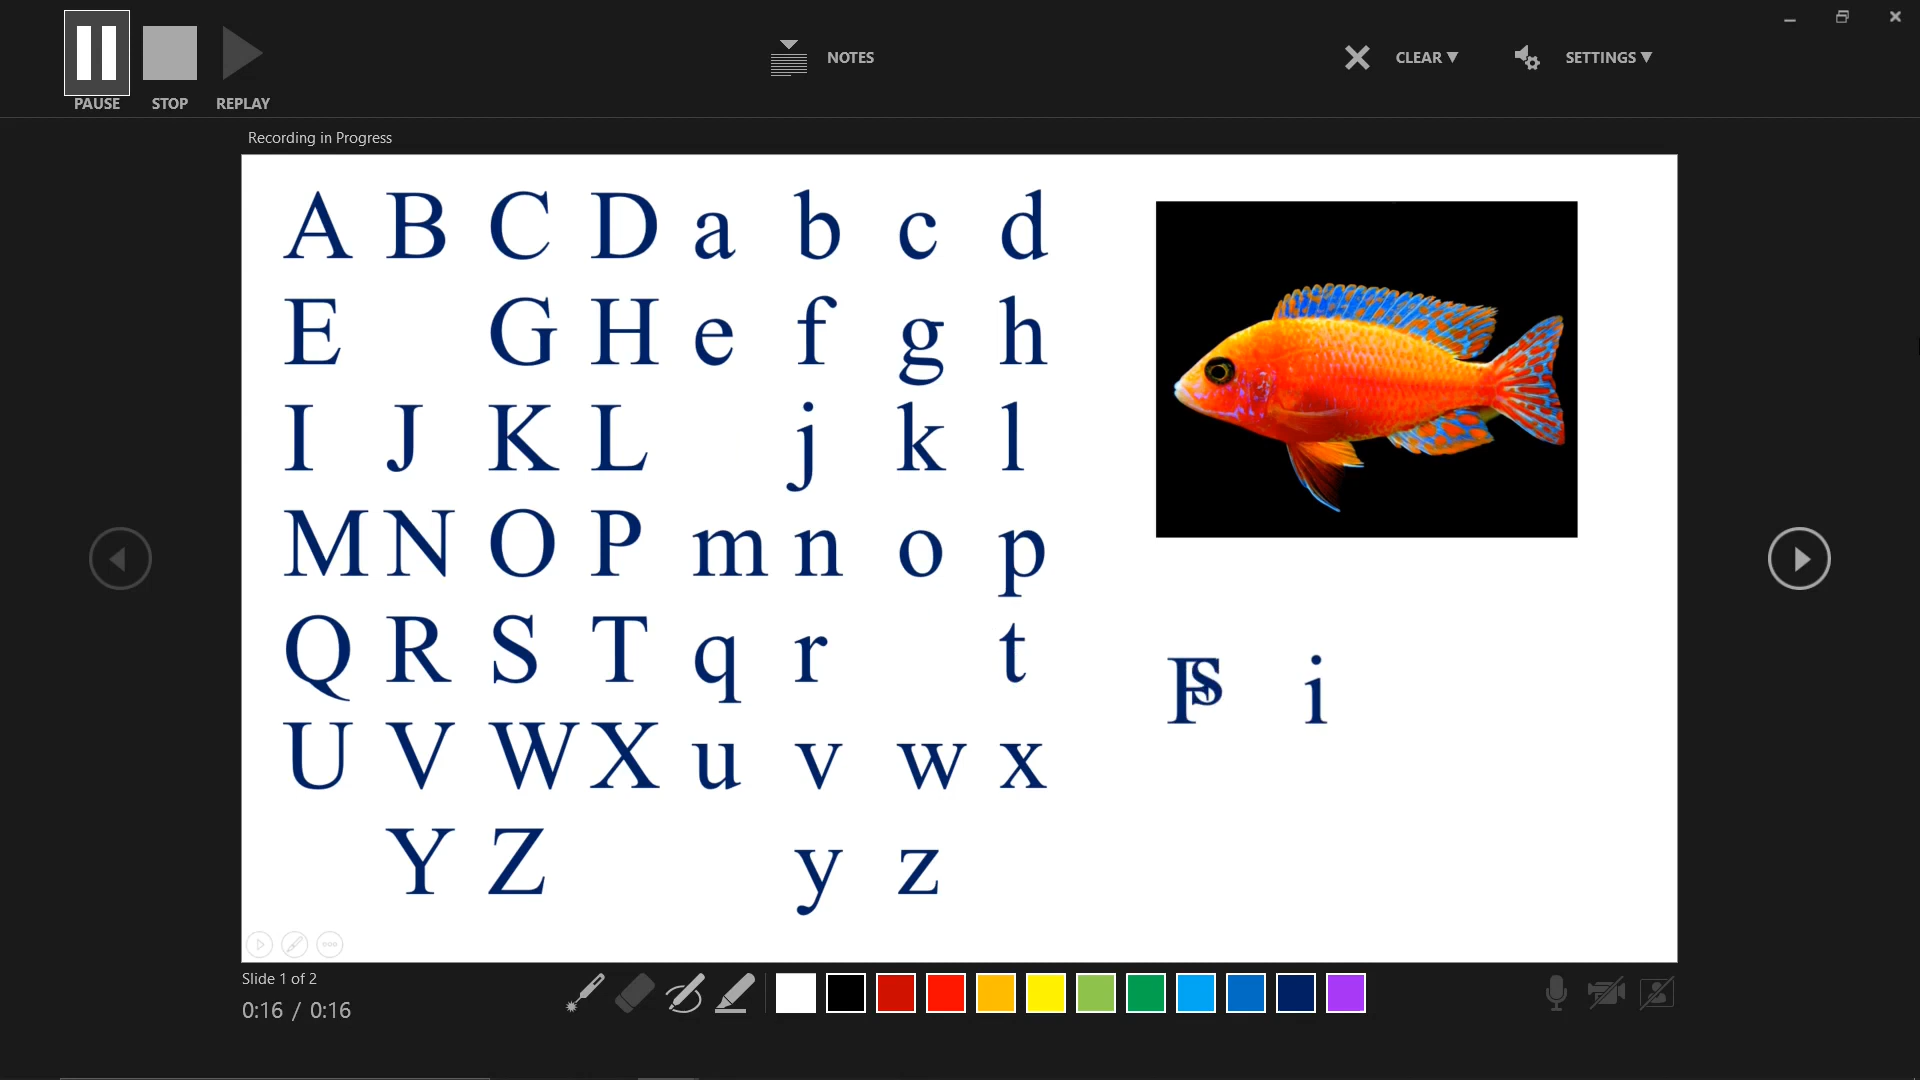 PAUSE STOP REPLAY NOTES CLEAR SETTINGS
Recording in Progress
A B C D a b c d
E G H e f g h
I J K L j k l
M N O P m n o p
Q R S T q r t
F s i
U V W X u v w x
Y Z y z
Slide 1 of 2
0:16 / 0:16